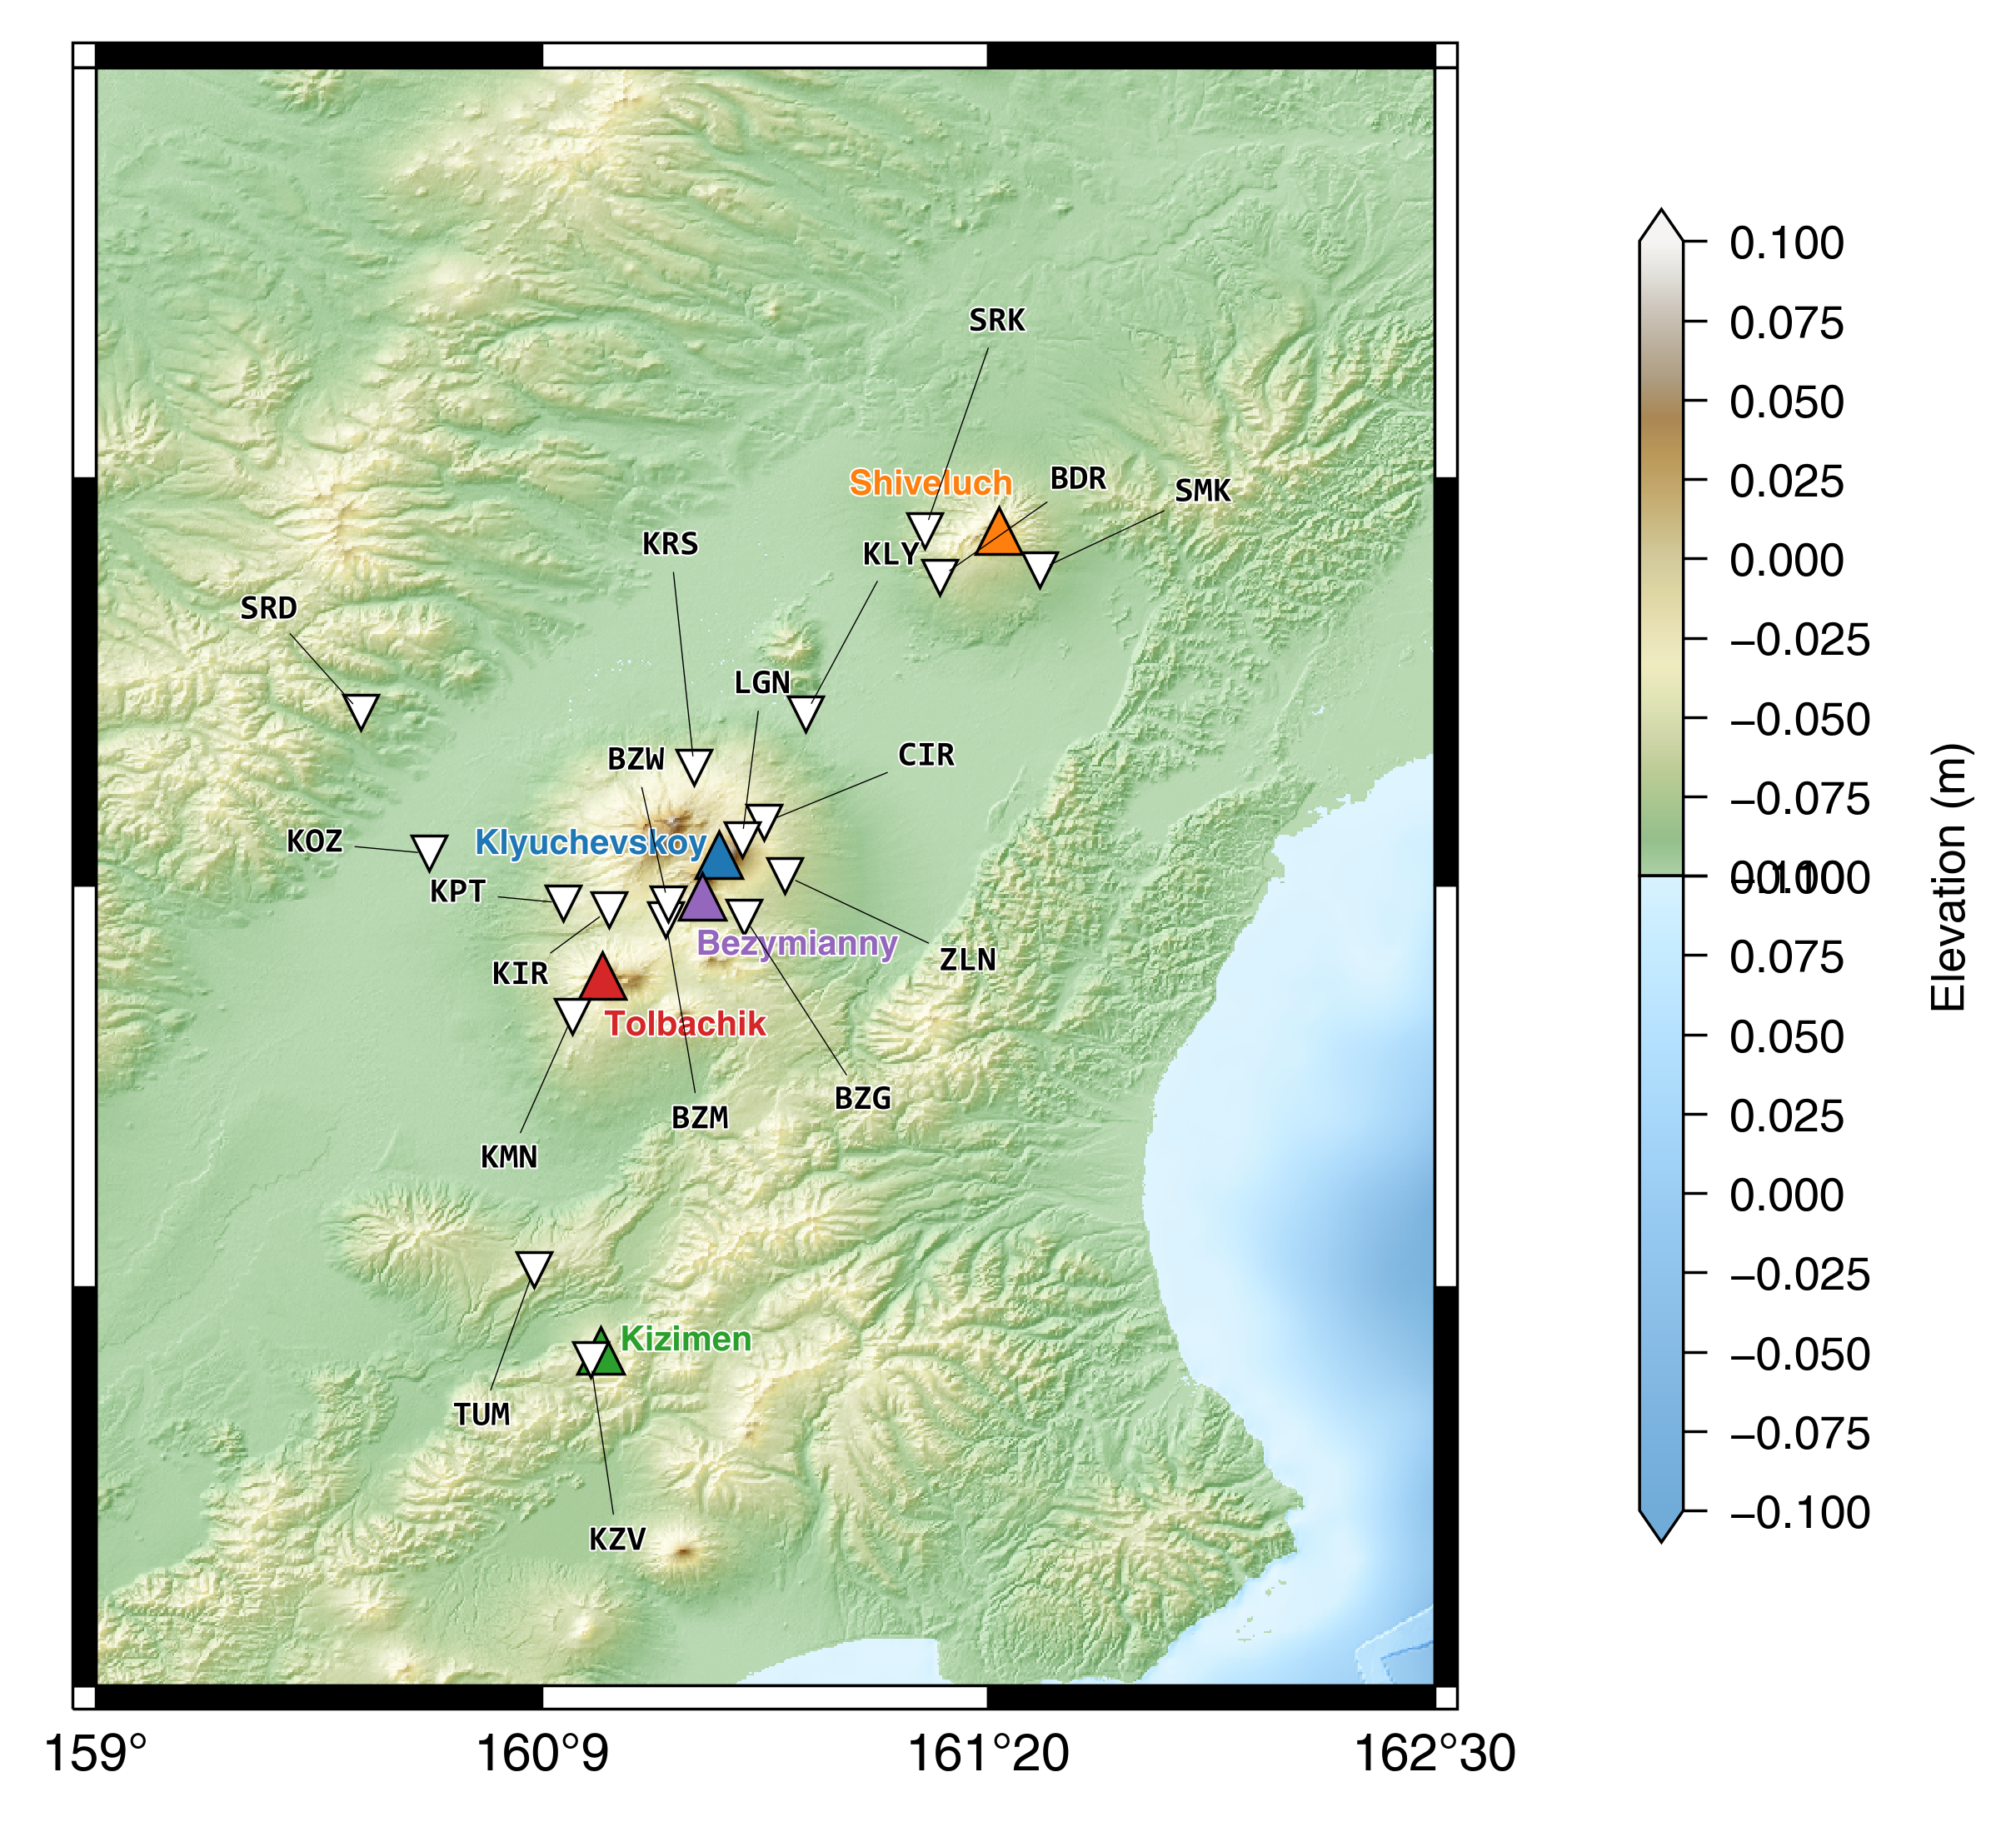 SRK
Shiveluch
BDR
SMK
KRS
KLY
SRD
LGN
BZW
CIR
KOZ
Klyuchevskoy
KPT
Bezymianny
ZLN
KIR
Tolbachik
BZG
BZM
KMN
Kizimen
TUM
KZV
159°
160°9
161°20
162°30
0.100
0.075
0.050
0.025
0.000
−0.025
−0.050
−0.075
−0.100
0.100
0.075
0.050
0.025
0.000
−0.025
−0.050
−0.075
−0.100
Elevation (m)